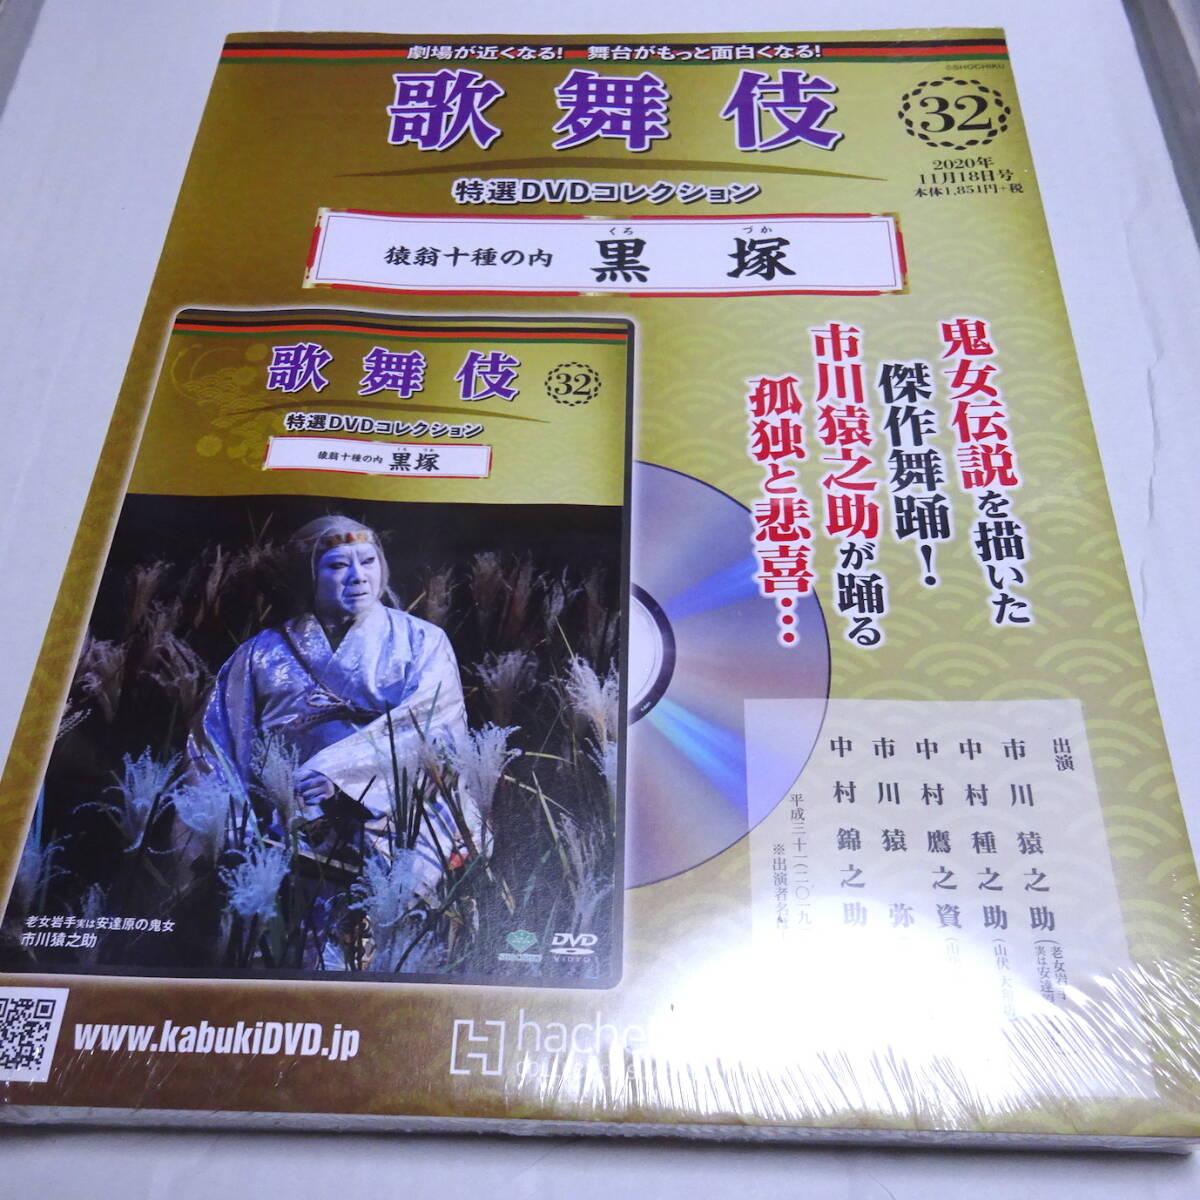 劇場が近くなる! 舞台がもっと面白くなる!
©SHOCHIKU
歌舞伎
32
2020年
11月18日号
本体1,851円+税
特選DVDコレクション
猿翁十種の内 黒塚
くろ づか
鬼女伝説を描いた
傑作舞踊!
市川猿之助が踊る
孤独と悲喜…
歌舞伎
32
特選DVDコレクション
猿翁十種の内 黒塚
くろ づか
老女岩手実は安達原の鬼女
市川猿之助
SHOCHIKU
DVD
VIDEO
出演
市川猿之助
中村種之助
中村鷹之資
市川猿弥
中村錦之助
平成三十一(二〇一九)
※出演者名は
www.kabukiDVD.jp